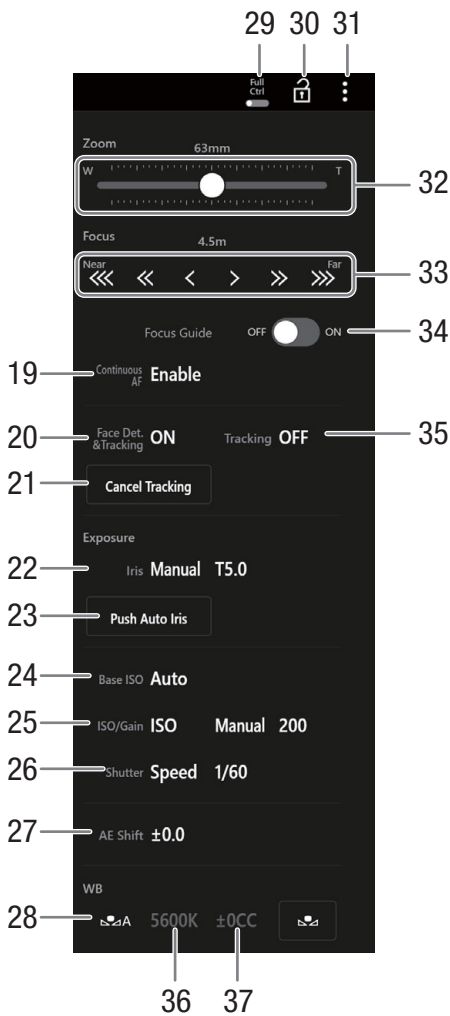 29 30 31
Full
Ctrl
Zoom 63mm
W T
32
Focus 4.5m
Near Far
33
Focus Guide OFF ON 34
19 Continuous AF Enable
20 Face Det. &Tracking ON Tracking OFF 35
21 Cancel Tracking
Exposure
22 Iris Manual T5.0
23 Push Auto Iris
24 Base ISO Auto
25 ISO/Gain ISO Manual 200
26 Shutter Speed 1/60
27 AE Shift ±0.0
WB
28 A 5600K ±0CC
36 37